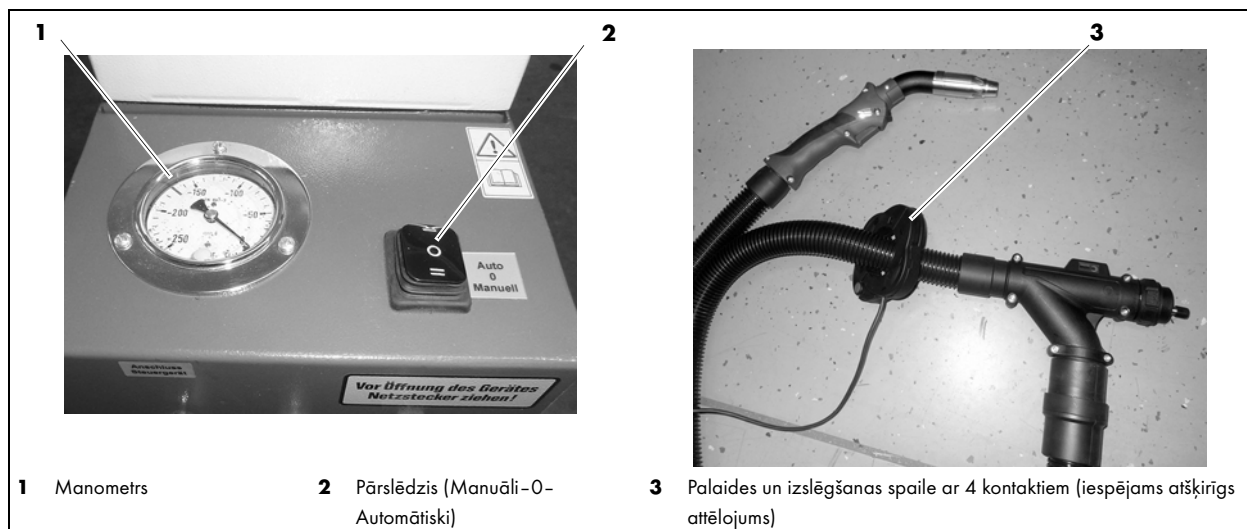 1
2
3
-150
-100
-200
-50
-250
0
Auto
0
Manuell
Anschluss
Steuergerät
Vor Öffnung des Gerätes
Netzstecker ziehen!
1 Manometrs
2 Pārslēdzis (Manuāli–0–
Automātiski)
3 Palaides un izslēgšanas spaile ar 4 kontaktiem (iespējams atšķirīgs
attēlojums)